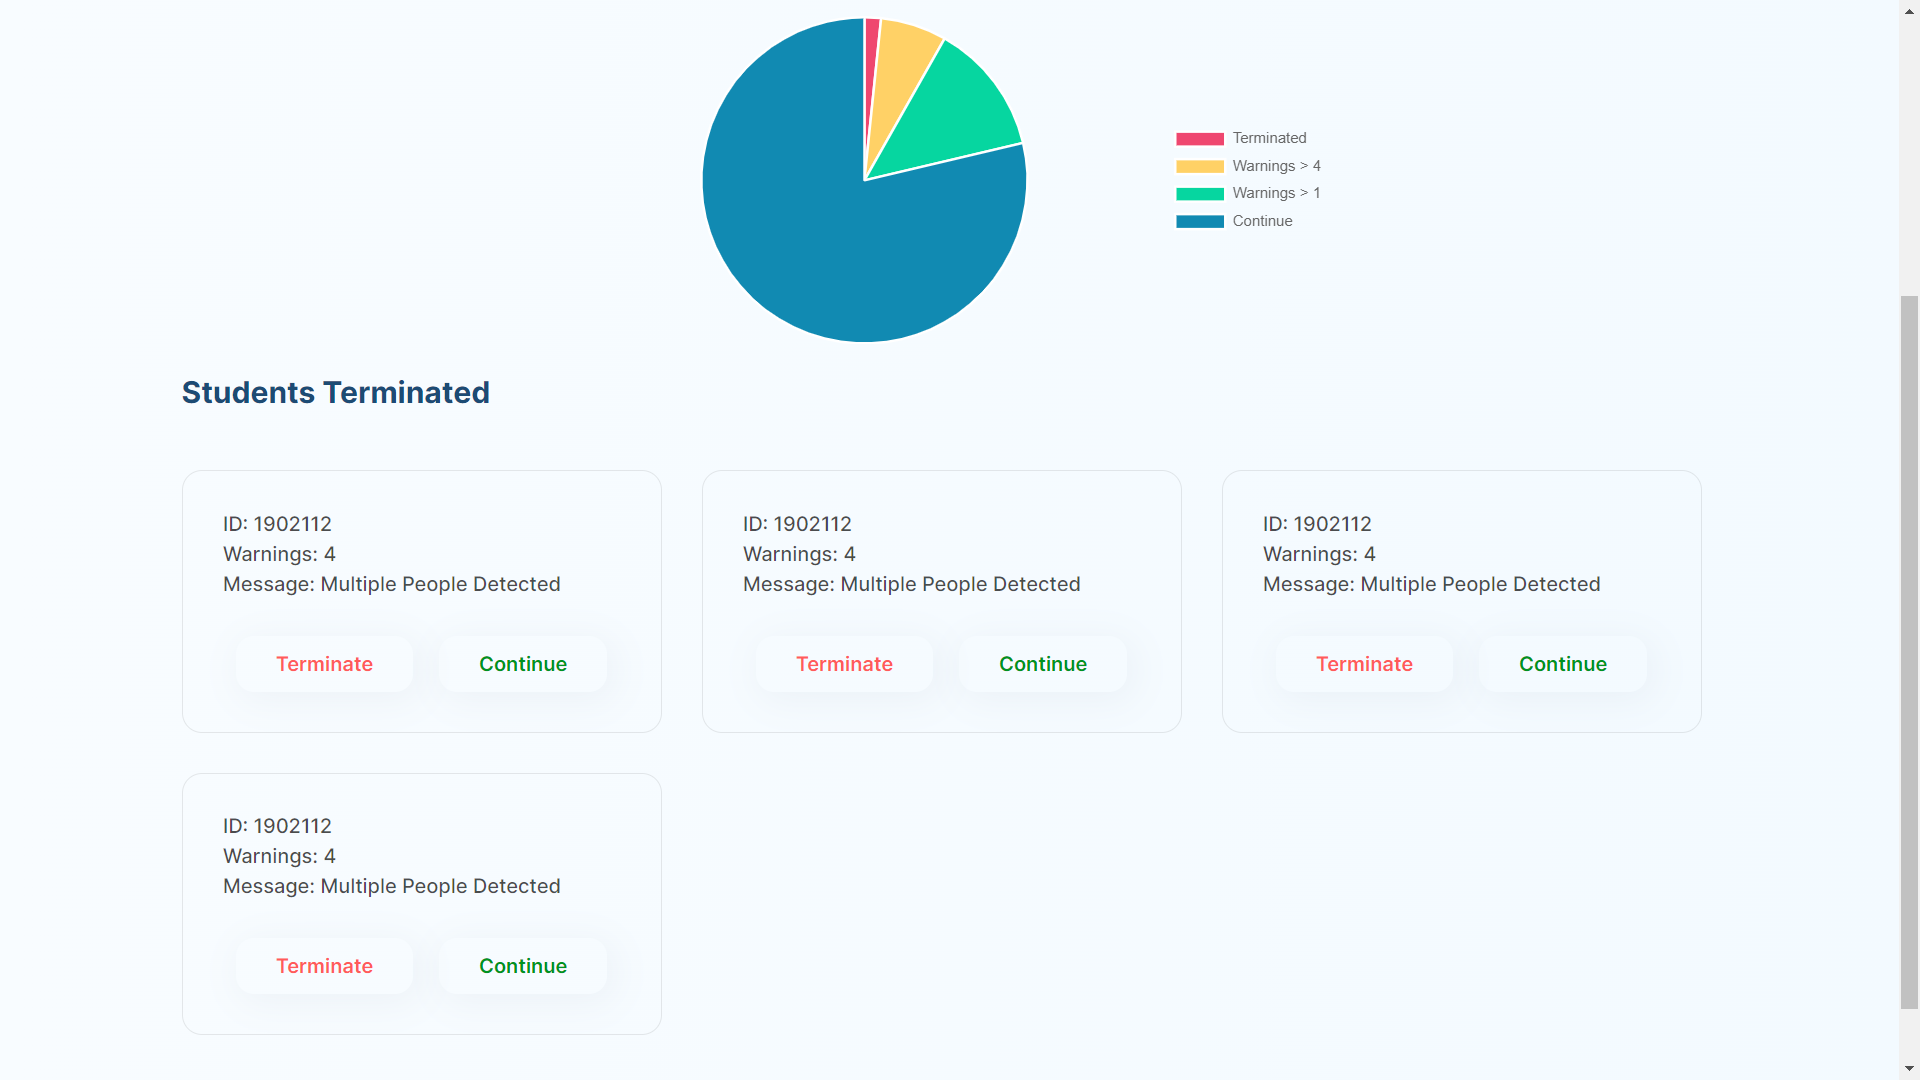 Terminated
Warnings > 4
Warnings > 1
Continue
Students Terminated
ID: 1902112
Warnings: 4
Message: Multiple People Detected
Terminate
Continue
ID: 1902112
Warnings: 4
Message: Multiple People Detected
Terminate
Continue
ID: 1902112
Warnings: 4
Message: Multiple People Detected
Terminate
Continue
ID: 1902112
Warnings: 4
Message: Multiple People Detected
Terminate
Continue